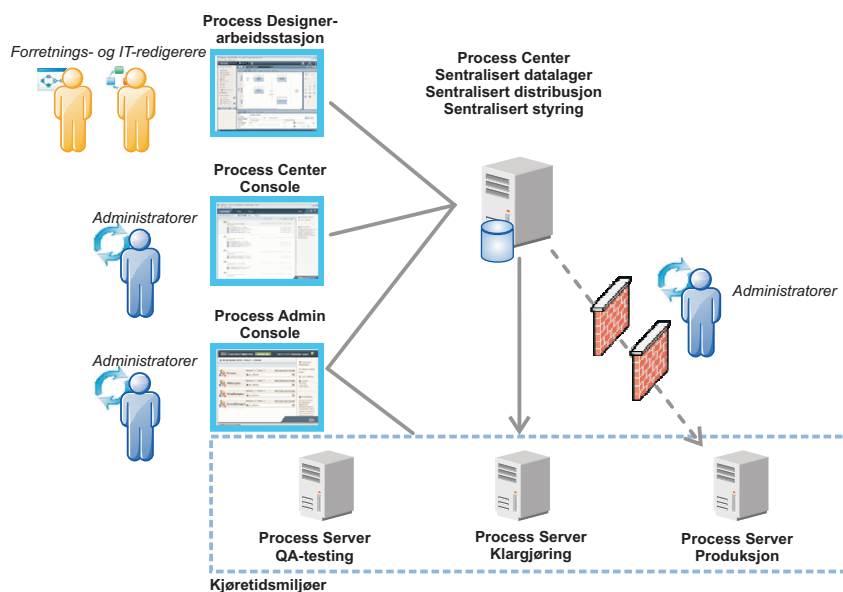 Process Designer-
arbeidsstasjon
Forretnings- og IT-redigerere
Process Center
Sentralisert datalager
Sentralisert distribusjon
Sentralisert styring
Process Center
Console
Administratorer
Process Admin
Console
Administratorer
Administratorer
Process Server
QA-testing
Process Server
Klargjøring
Process Server
Produksjon
Kjøretidsmiljøer